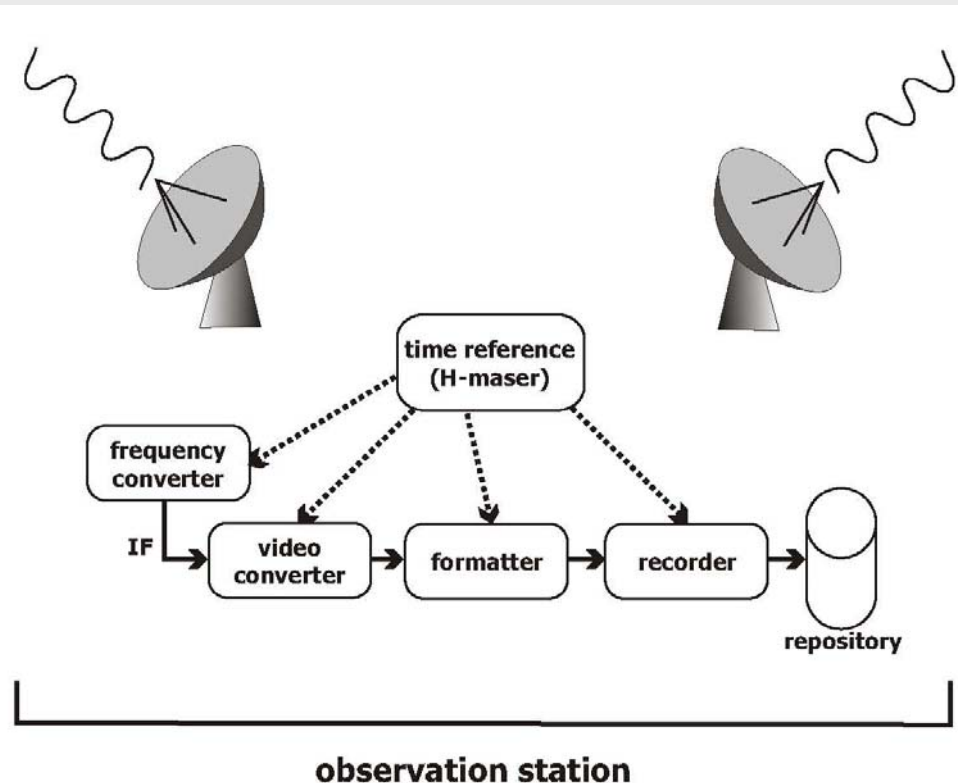 time reference
(H-maser)
frequency
converter
IF
video
converter
formatter
recorder
repository
observation station